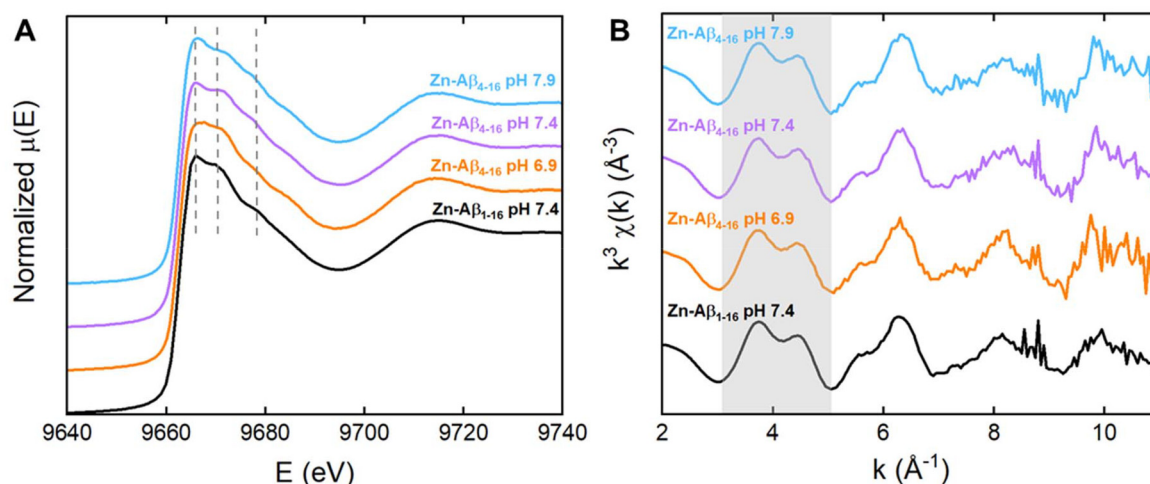 A
Normalized μ(E)
Zn-Aβ4-16 pH 7.9
Zn-Aβ4-16 pH 7.4
Zn-Aβ4-16 pH 6.9
Zn-Aβ1-16 pH 7.4
9640 9660 9680 9700 9720 9740
E (eV)
B
k³ χ(k) (Å⁻³)
Zn-Aβ4-16 pH 7.9
Zn-Aβ4-16 pH 7.4
Zn-Aβ4-16 pH 6.9
Zn-Aβ1-16 pH 7.4
2 4 6 8 10
k (Å⁻¹)